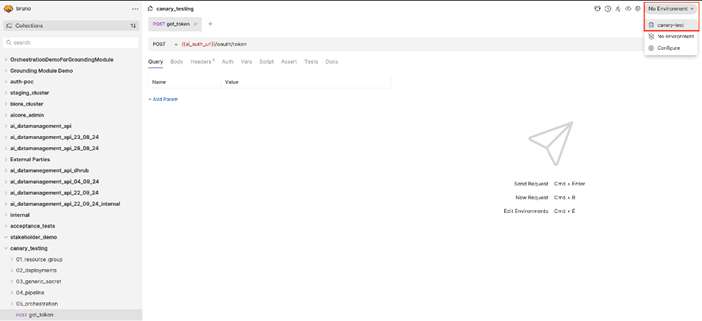 bruno
Collections
search
OrchestrationDemoForGroundingModule
Grounding Module Demo
auth-poc
staging_cluster
blore_cluster
aicore_admin
ai_datamanagement_api
ai_datamanagement_api_23_08_24
ai_datamanagement_api_28_08_24
External Parties
ai_datamanegement_api_dhrub
ai_datamanagement_api_04_09_24
ai_datamanagement_api_22_09_24
ai_datamanagement_api_22_09_24_internal
internal
acceptance_tests
stakeholder_demo
canary_testing
01_resource_group
02_deployments
03_generic_secret
04_pipeline
05_orchestration
POST get_token
canary_testing
No Environment
POST get_token
canary-test
No Environment
Configure
POST {{ai_auth_url}}/oauth/token
Query Body Headers 1 Auth Vars Script Assert Tests Docs
Name Value
+ Add Param
Send Request Cmd + Enter
New Request Cmd + B
Edit Environments Cmd + E